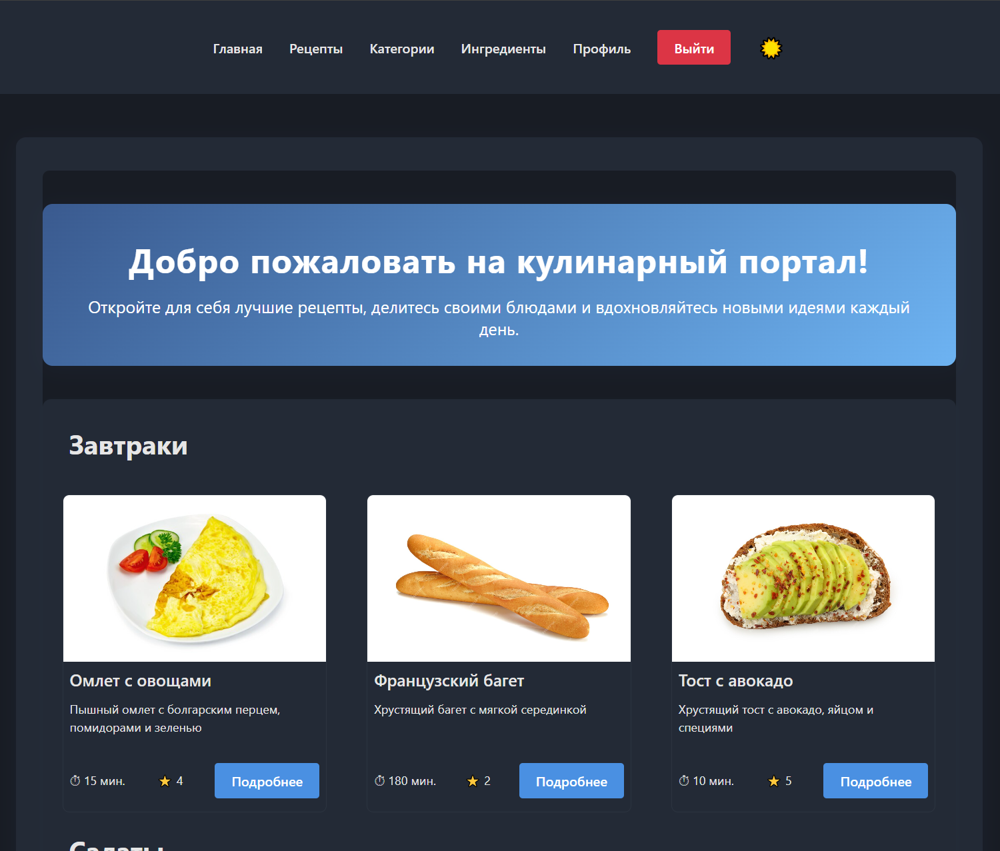 Главная Рецепты Категории Ингредиенты Профиль Выйти
Добро пожаловать на кулинарный портал!
Откройте для себя лучшие рецепты, делитесь своими блюдами и вдохновляйтесь новыми идеями каждый
день.
Завтраки
Омлет с овощами
Пышный омлет с болгарским перцем,
помидорами и зеленью
15 мин. 4 Подробнее
Французский багет
Хрустящий багет с мягкой серединкой
180 мин. 2 Подробнее
Тост с авокадо
Хрустящий тост с авокадо, яйцом и
специями
10 мин. 5 Подробнее
Салаты